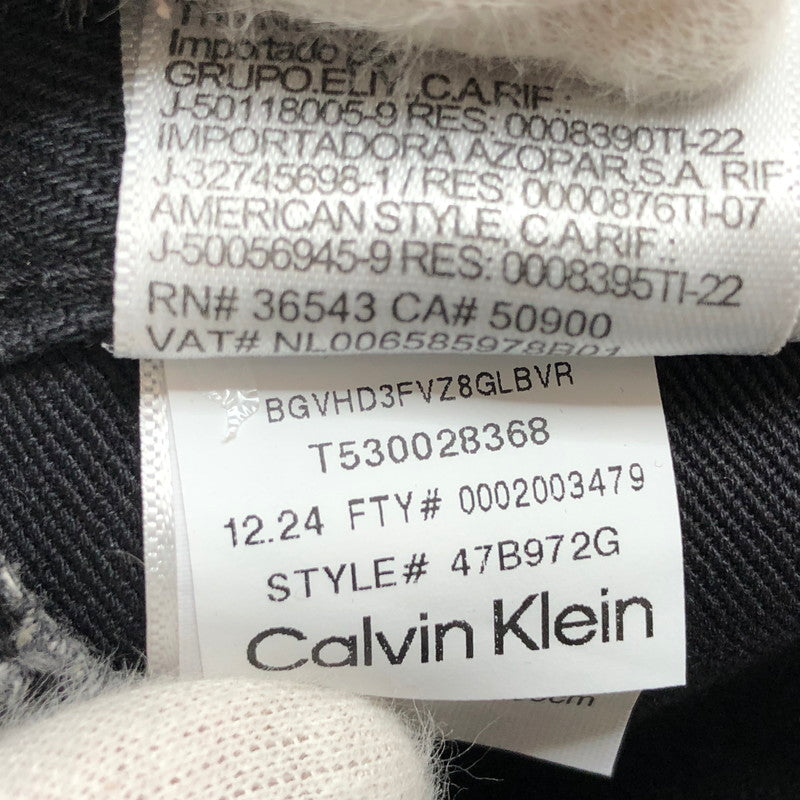 Importado
GRUPO.ELIY.,C.A.RIF.:
J-50118005-9 RES: 0008390TI-22
IMPORTADORA AZOPAR,S.A. RIF
J-32745698-1 / RES: 0000876TI-07
AMERICAN STYLE, C.A.RIF.:
J-50056945-9 RES: 0008395TI-22
RN# 36543 CA# 50900
VAT# NL006585978B01
BGVHD3FVZ8GLBVR
T530028368
12.24 FTY# 0002003479
STYLE# 47B972G
Calvin Klein